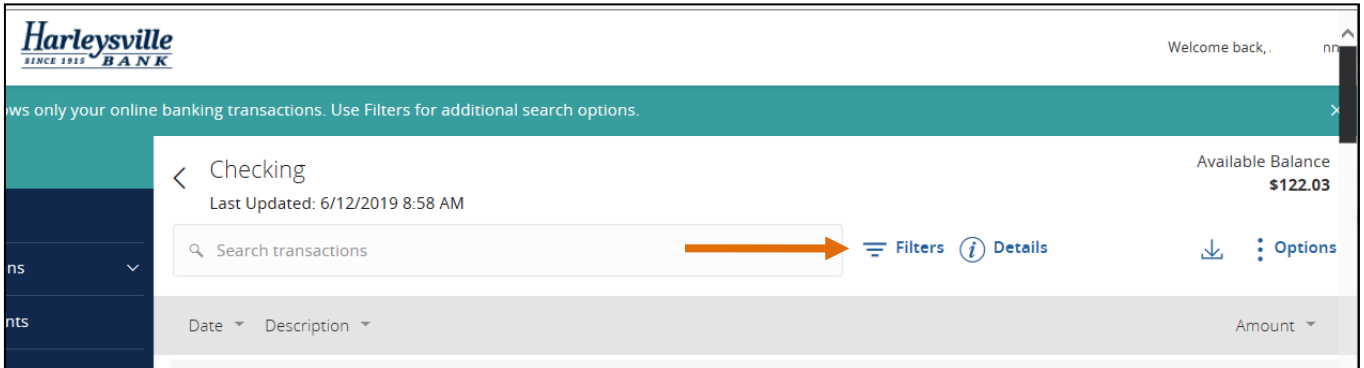 Harleysville
SINCE 1915 BANK
Welcome back, nn
ows only your online banking transactions. Use Filters for additional search options.
Checking
Available Balance
$122.03
Last Updated: 6/12/2019 8:58 AM
Search transactions
Filters
Details
Options
ns
nts
Date
Description
Amount